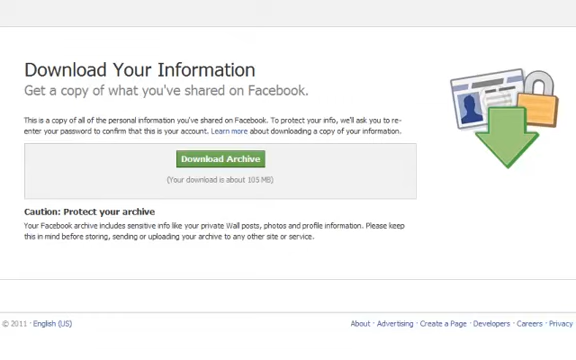 Download Your Information
Get a copy of what you've shared on Facebook.
This is a copy of all of the personal information you've shared on Facebook. To protect your info, we'll ask you to re-
enter your password to confirm that this is your account. Learn more about downloading a copy of your information.
Download Archive
(Your download is about 105 MB)
Caution: Protect your archive
Your Facebook archive includes sensitive info like your private Wall posts, photos and profile information. Please keep
this in mind before storing, sending or uploading your archive to any other site or service.
© 2011 · English (US)
About · Advertising · Create a Page · Developers · Careers · Privacy